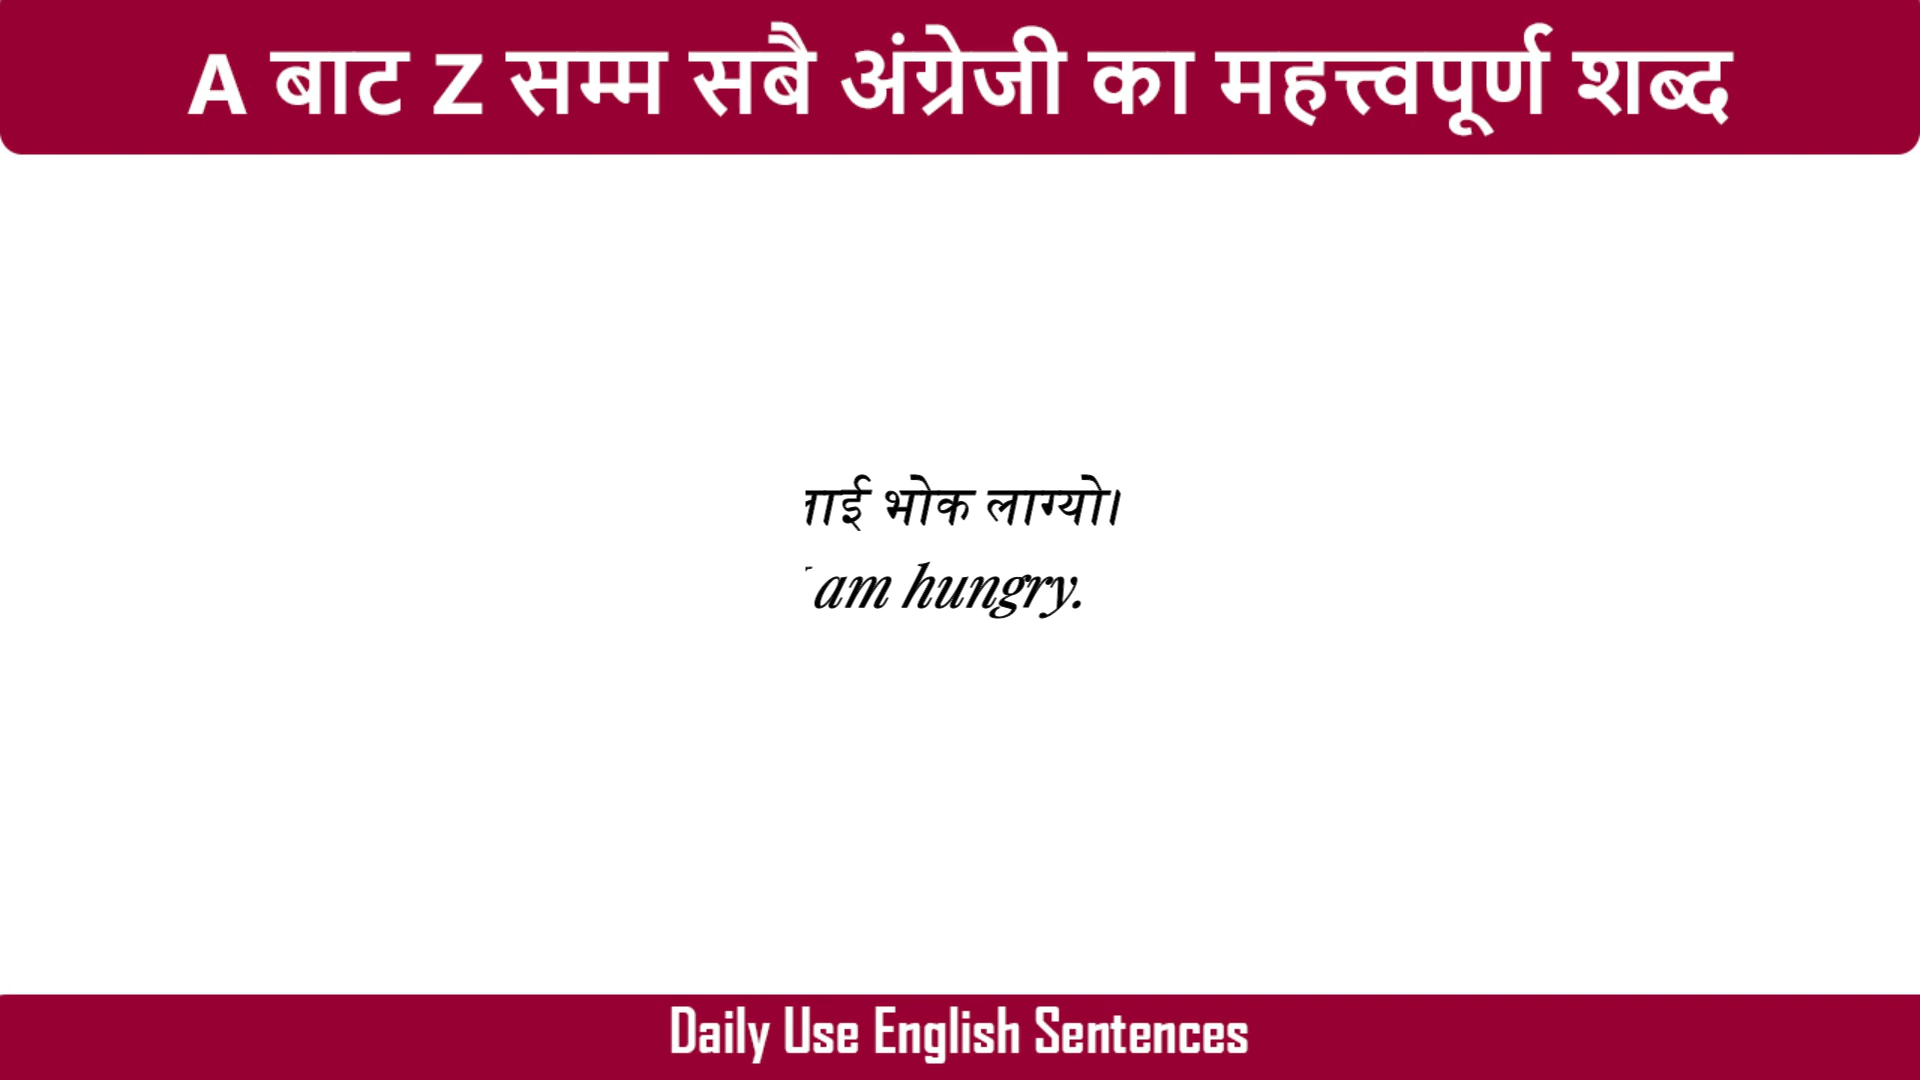 A बाट Z सम्म सबै अंग्रेजी का महत्त्वपूर्ण शब्द
भोक लाग्यो।
am hungry.
Daily Use English Sentences